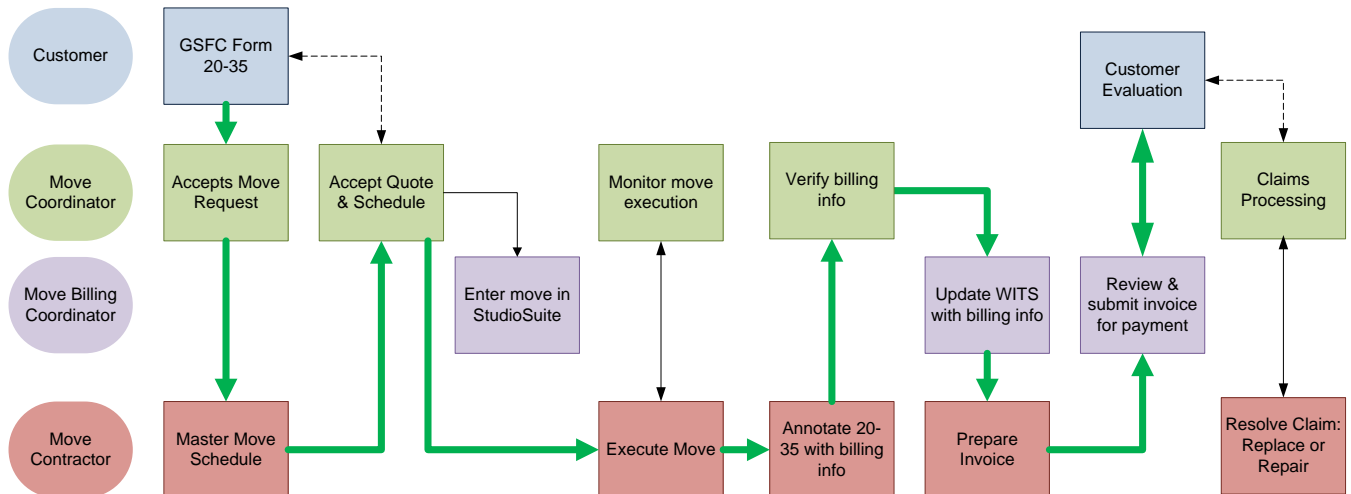 Customer
GSFC Form
20-35
Customer
Evaluation
Move
Coordinator
Accepts Move
Request
Accept Quote
& Schedule
Monitor move
execution
Verify billing
info
Claims
Processing
Move Billing
Coordinator
Enter move in
StudioSuite
Update WITS
with billing info
Review &
submit invoice
for payment
Move
Contractor
Master Move
Schedule
Execute Move
Annotate 20-
35 with billing
info
Prepare
Invoice
Resolve Claim:
Replace or
Repair